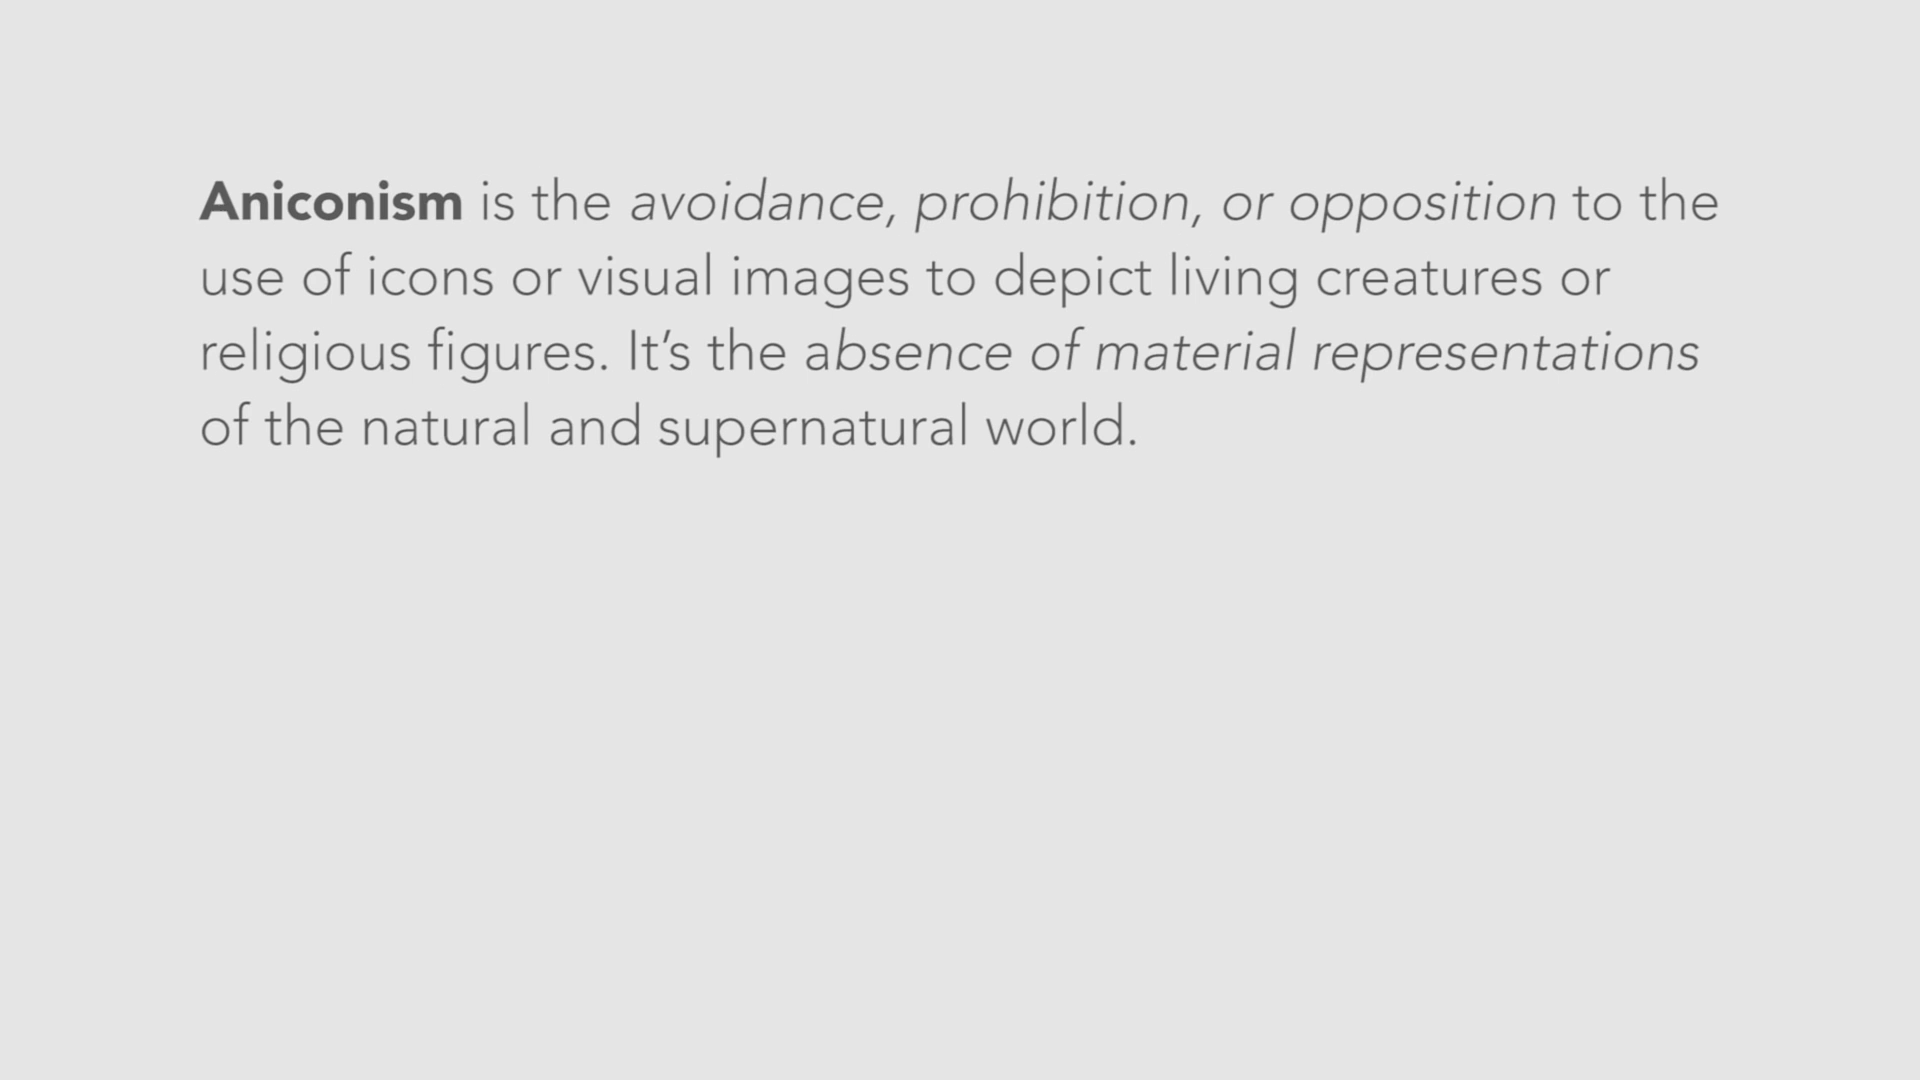 Aniconism is the avoidance, prohibition, or opposition to the
use of icons or visual images to depict living creatures or
religious figures. It’s the absence of material representations
of the natural and supernatural world.